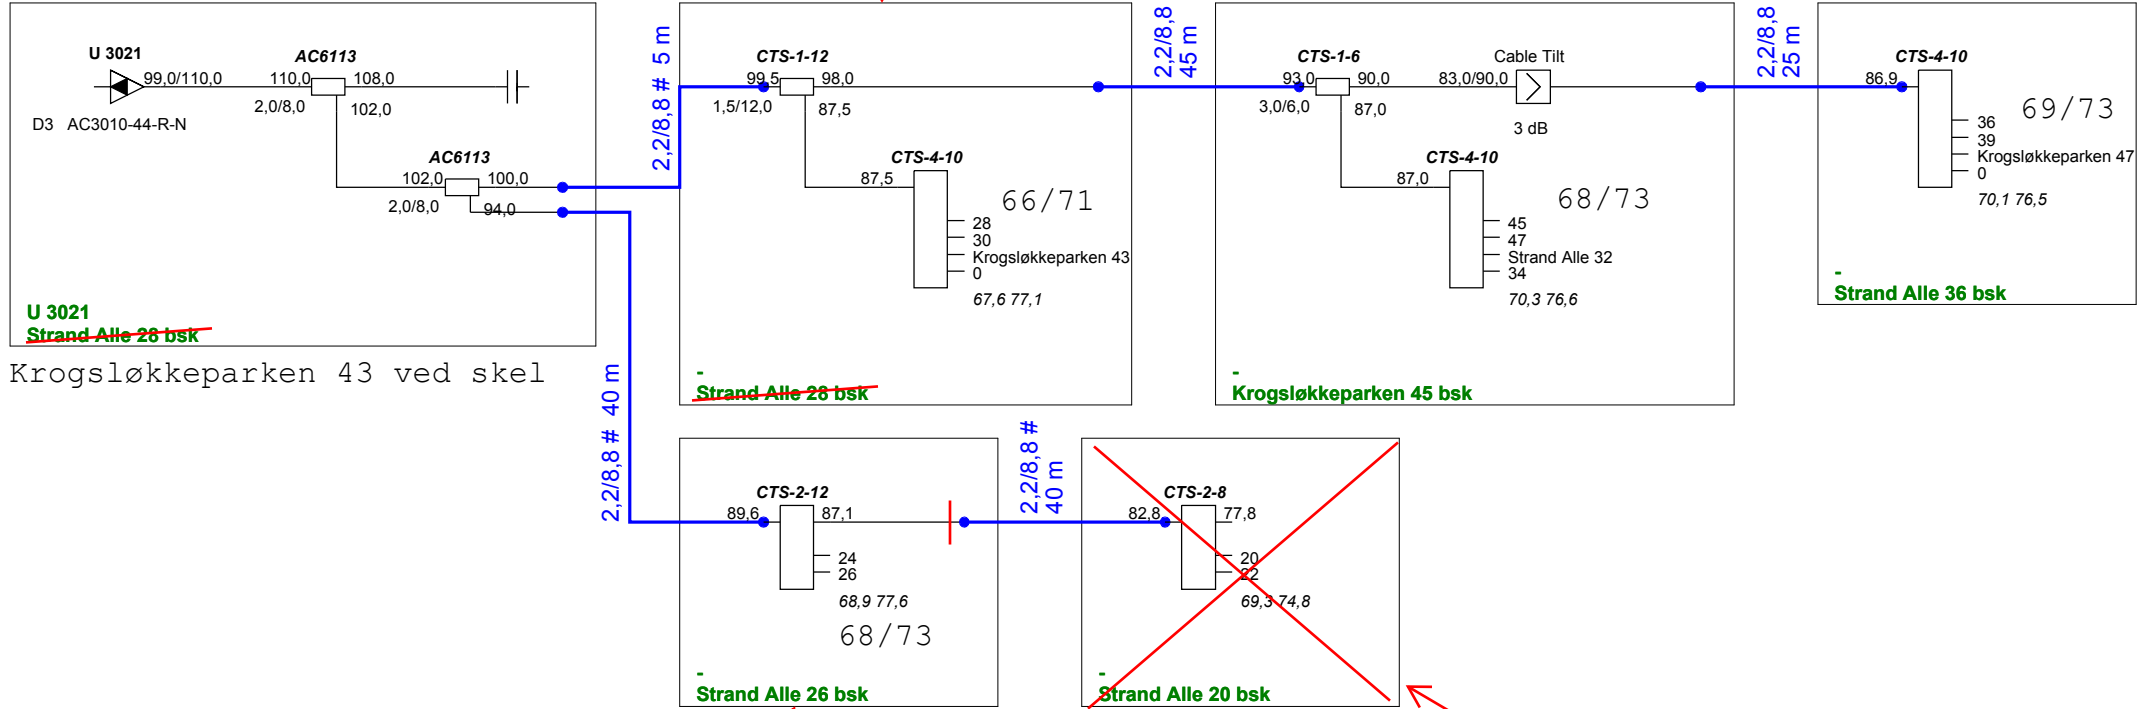 U 3021
99,0/110,0
D3 AC3010-44-R-N
AC6113
110,0
108,0
2,0/8,0
102,0
AC6113
102,0
100,0
2,0/8,0
94,0
U 3021
Strand Alle 28 bsk
Krogsløkkeparken 43 ved skel
2,2/8,8 # 5 m
2,2/8,8 # 40 m
CTS-1-12
99,5
98,0
1,5/12,0
87,5
CTS-4-10
87,5
66/71
28
30
Krogsløkkeparken 43
0
67,6 77,1
-
Strand Alle 28 bsk
2,2/8,8
45 m
CTS-1-6
93,0
90,0
3,0/6,0
87,0
Cable Tilt
83,0/90,0
3 dB
CTS-4-10
87,0
68/73
45
47
Strand Alle 32
34
70,3 76,6
-
Krogsløkkeparken 45 bsk
2,2/8,8
25 m
CTS-4-10
86,9
69/73
36
39
Krogsløkkeparken 47
0
70,1 76,5
-
Strand Alle 36 bsk
CTS-2-12
89,6
87,1
24
26
68,9 77,6
68/73
-
Strand Alle 26 bsk
2,2/8,8 #
40 m
CTS-2-8
82,8
77,8
20
22
69,3 74,8
-
Strand Alle 20 bsk